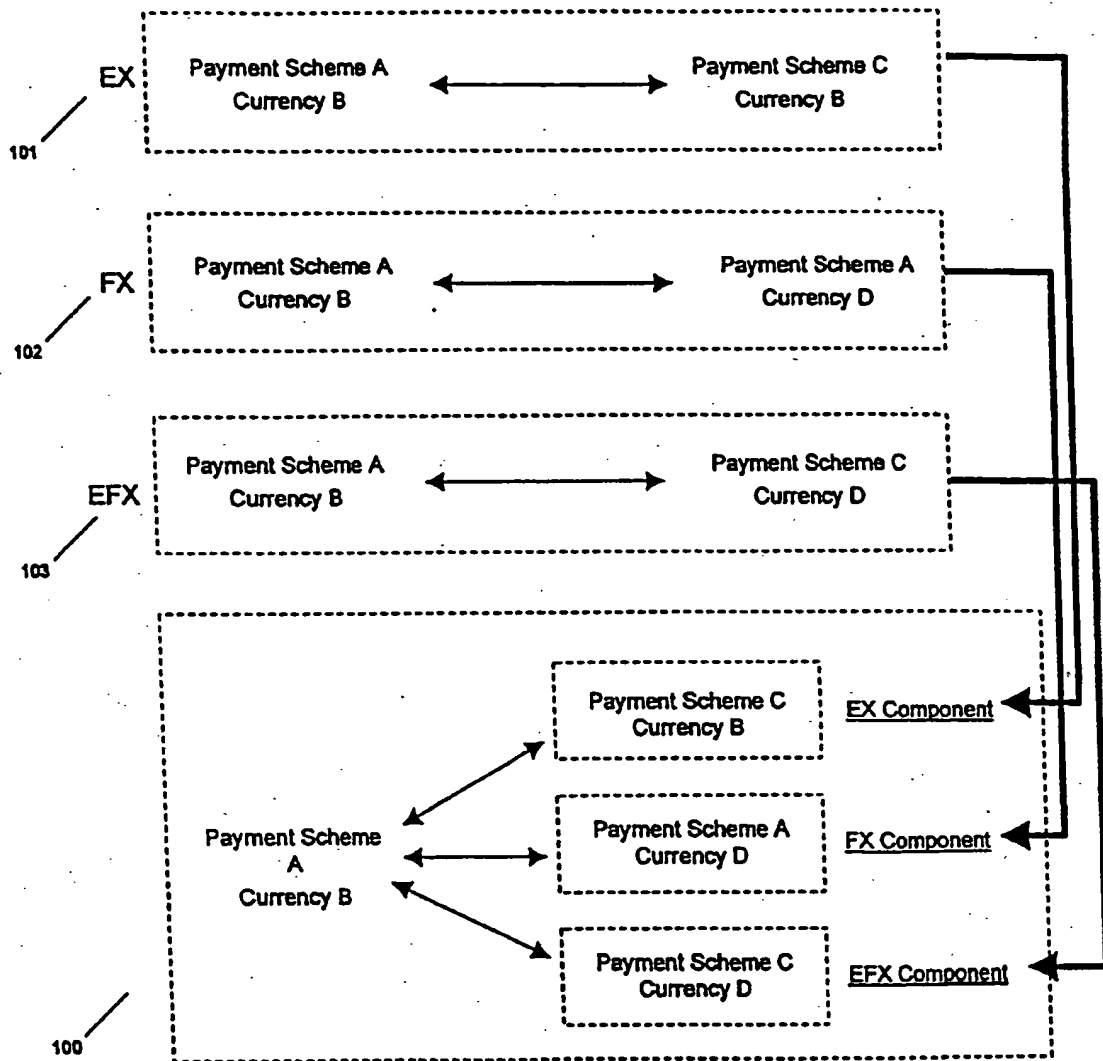 EX
Payment Scheme A
Currency B
Payment Scheme C
Currency B
101
FX
Payment Scheme A
Currency B
Payment Scheme A
Currency D
102
EFX
Payment Scheme A
Currency B
Payment Scheme C
Currency D
103
Payment Scheme C
Currency B
EX Component
Payment Scheme
A
Currency B
Payment Scheme A
Currency D
FX Component
Payment Scheme C
Currency D
EFX Component
100